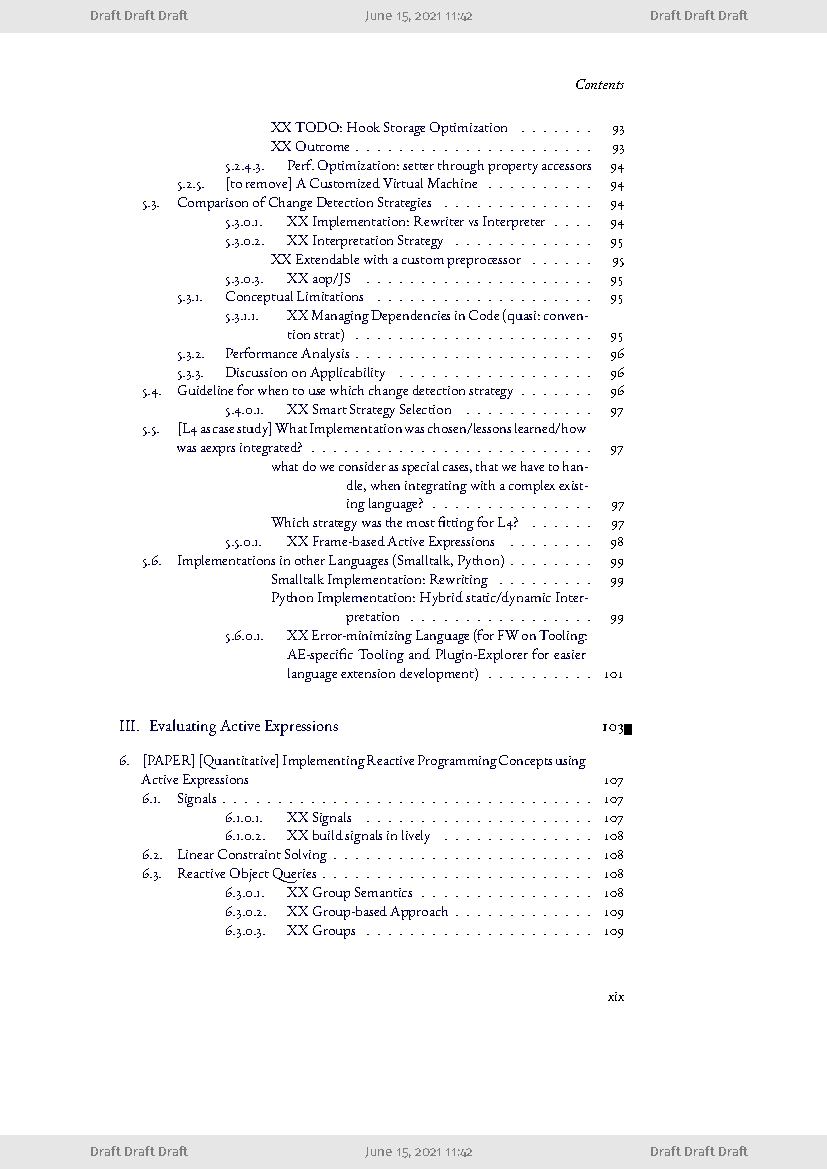 Draft Draft Draft June 15, 2021 11:42 Draft Draft Draft
Contents
XX TODO: Hook Storage Optimization . . . . . . . 93
XX Outcome . . . . . . . . . . . . . . . . . . . . . . 93
5.2.4.3. Perf. Optimization: setter through property accessors 94
5.2.5. [to remove] A Customized Virtual Machine . . . . . . . . . . 94
5.3. Comparison of Change Detection Strategies . . . . . . . . . . . . . . 94
5.3.0.1. XX Implementation: Rewriter vs Interpreter . . . . 94
5.3.0.2. XX Interpretation Strategy . . . . . . . . . . . . . 95
XX Extendable with a custom preprocessor . . . . . . 95
5.3.0.3. XX aop/JS . . . . . . . . . . . . . . . . . . . . . 95
5.3.1. Conceptual Limitations . . . . . . . . . . . . . . . . . . . . 95
5.3.1.1. XX Managing Dependencies in Code (quasi: conven-
tion strat) . . . . . . . . . . . . . . . . . . . . . . 95
5.3.2. Performance Analysis . . . . . . . . . . . . . . . . . . . . . . 96
5.3.3. Discussion on Applicability . . . . . . . . . . . . . . . . . . 96
5.4. Guideline for when to use which change detection strategy . . . . . . . 96
5.4.0.1. XX Smart Strategy Selection . . . . . . . . . . . . 97
5.5. [L4 as case study] What Implementation was chosen/lessons learned/how
was aexprs integrated? . . . . . . . . . . . . . . . . . . . . . . . . . . 97
what do we consider as special cases, that we have to han-
dle, when integrating with a complex exist-
ing language? . . . . . . . . . . . . . . . 97
Which strategy was the most fitting for L4? . . . . . . 97
5.5.0.1. XX Frame-based Active Expressions . . . . . . . . 98
5.6. Implementations in other Languages (Smalltalk, Python) . . . . . . . . 99
Smalltalk Implementation: Rewriting . . . . . . . . . 99
Python Implementation: Hybrid static/dynamic Inter-
pretation . . . . . . . . . . . . . . . . . 99
5.6.0.1. XX Error-minimizing Language (for FW on Tooling:
AE-specific Tooling and Plugin-Explorer for easier
language extension development) . . . . . . . . . . 101
III. Evaluating Active Expressions 103
6. [PAPER] [Quantitative] Implementing Reactive Programming Concepts using
Active Expressions 107
6.1. Signals . . . . . . . . . . . . . . . . . . . . . . . . . . . . . . . . . . 107
6.1.0.1. XX Signals . . . . . . . . . . . . . . . . . . . . . 107
6.1.0.2. XX build signals in lively . . . . . . . . . . . . . . 108
6.2. Linear Constraint Solving . . . . . . . . . . . . . . . . . . . . . . . . 108
6.3. Reactive Object Queries . . . . . . . . . . . . . . . . . . . . . . . . . 108
6.3.0.1. XX Group Semantics . . . . . . . . . . . . . . . . 108
6.3.0.2. XX Group-based Approach . . . . . . . . . . . . . 109
6.3.0.3. XX Groups . . . . . . . . . . . . . . . . . . . . . 109
xix
Draft Draft Draft June 15, 2021 11:42 Draft Draft Draft